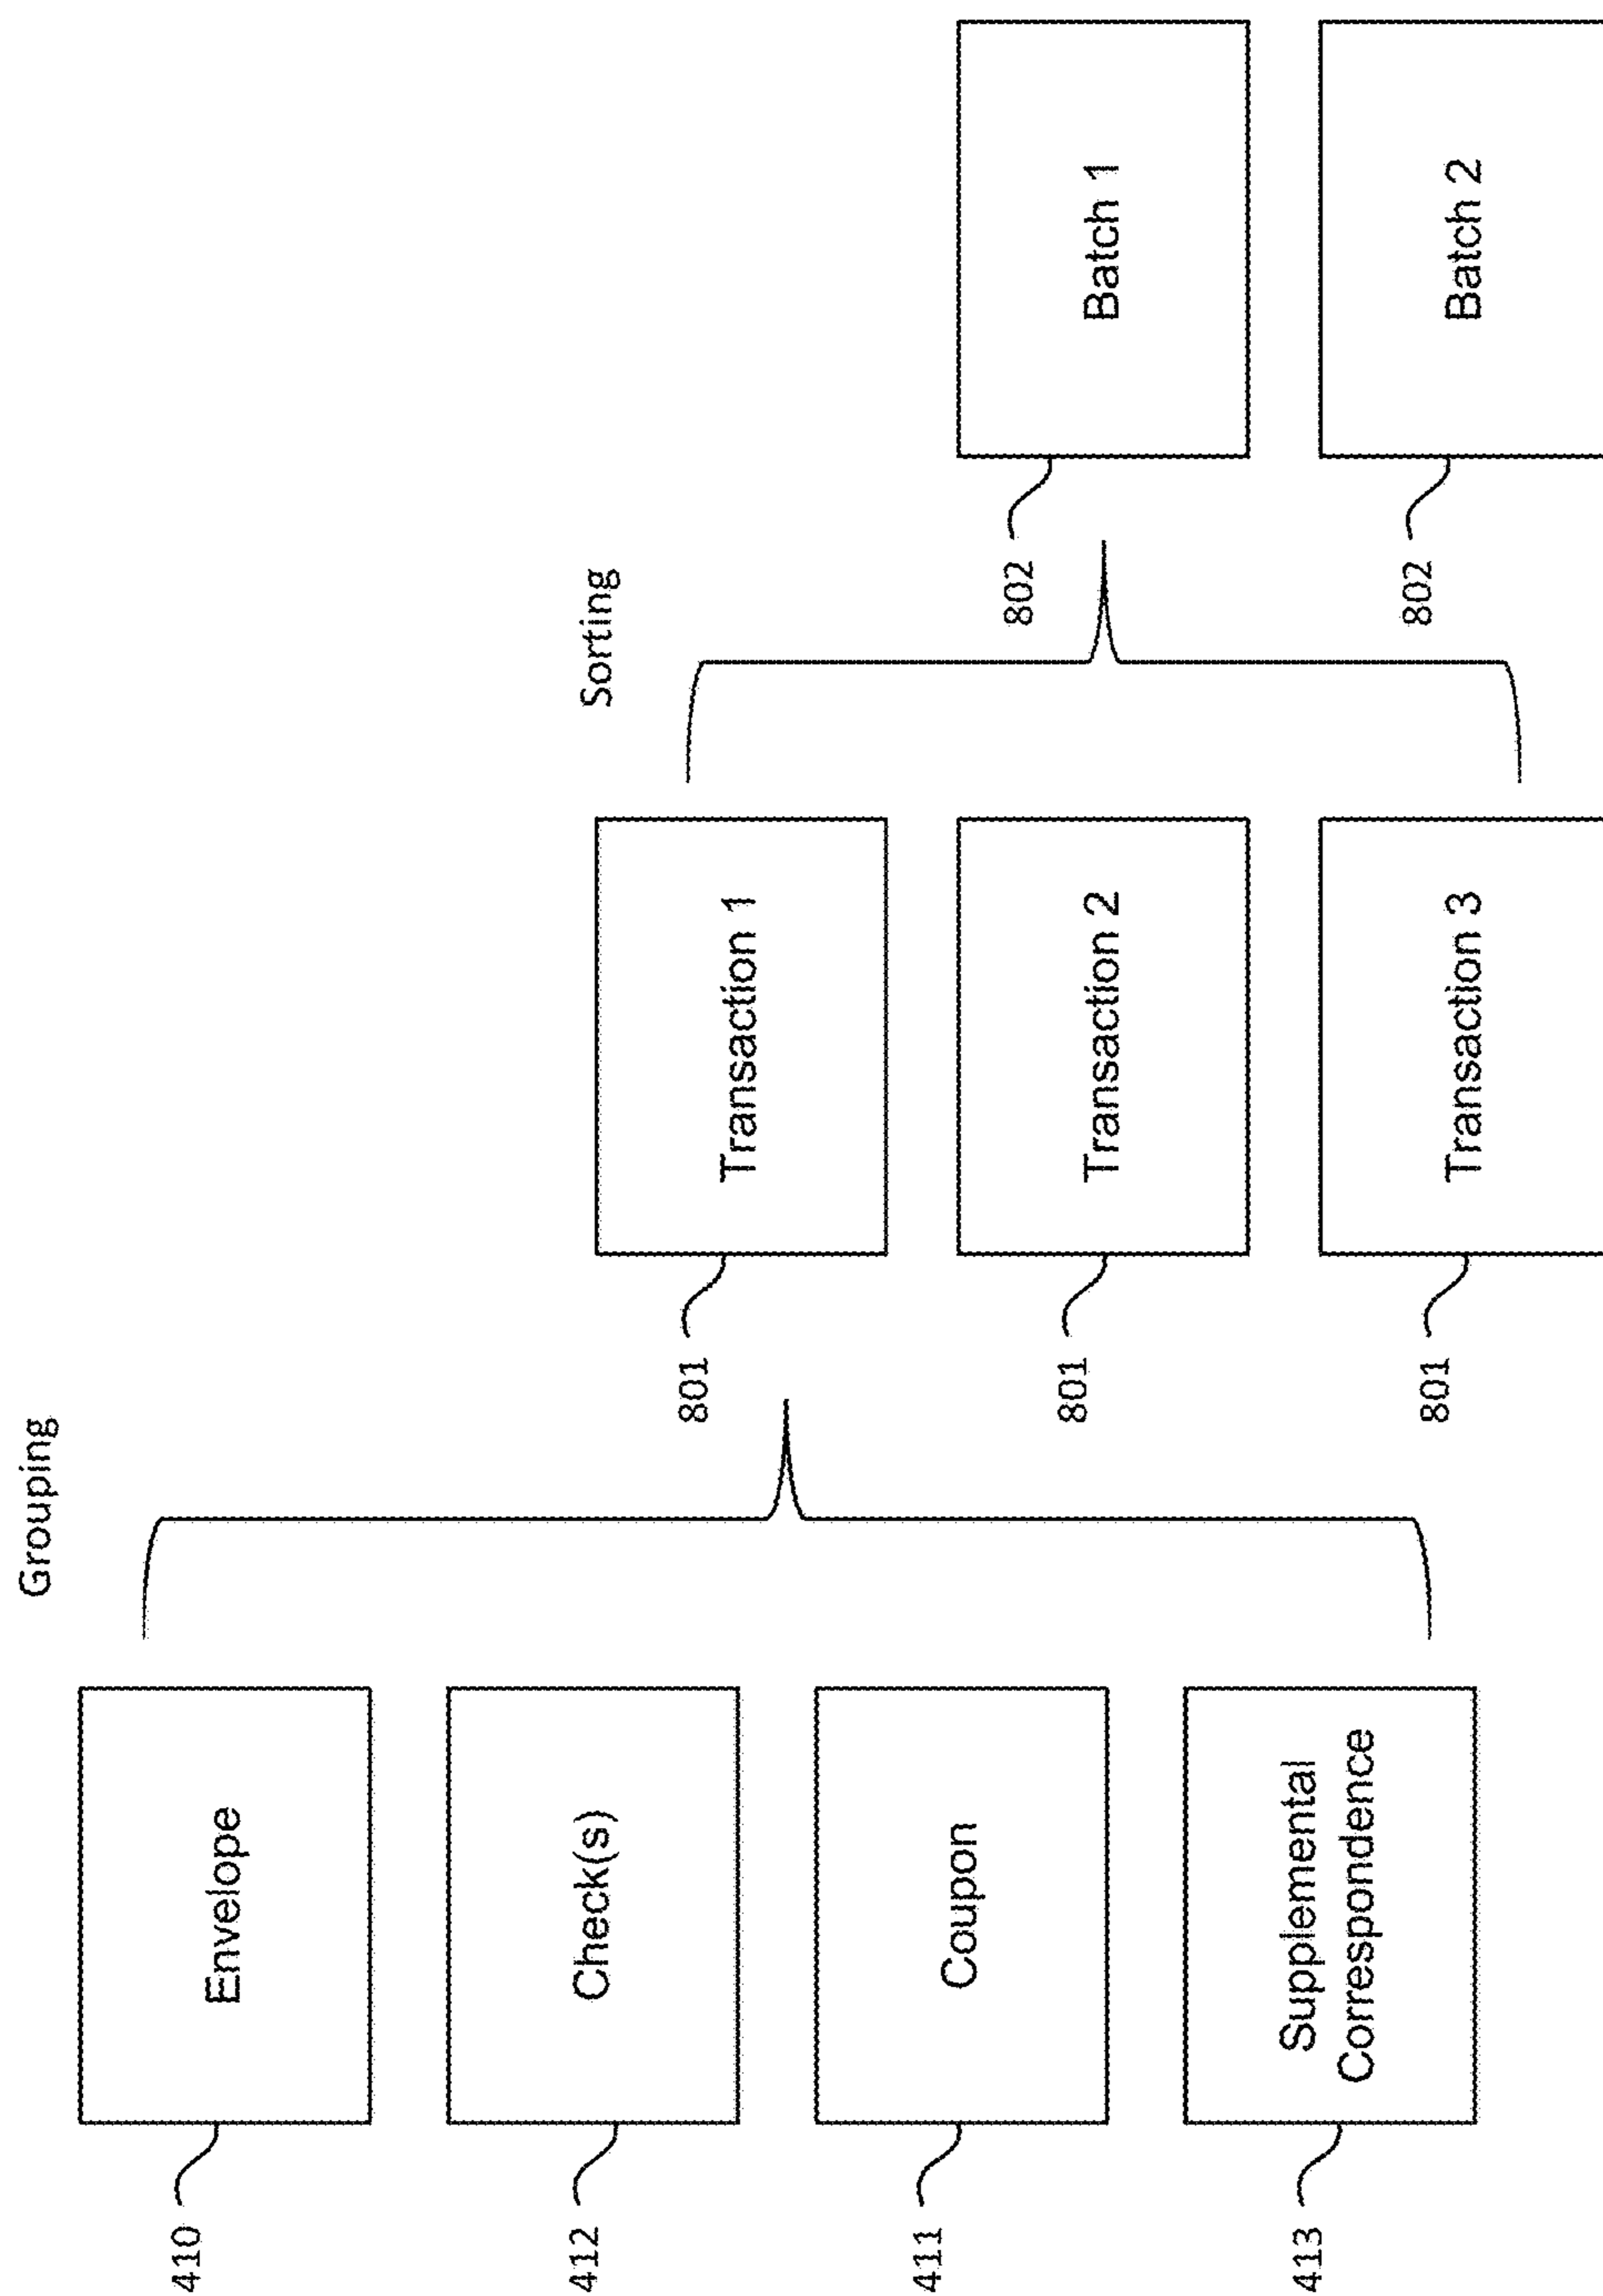 Grouping
410
Envelope
412
Check(s)
411
Coupon
413
Supplemental
Correspondence
Sorting
801
Transaction 1
801
Transaction 2
801
Transaction 3
802
Batch 1
802
Batch 2